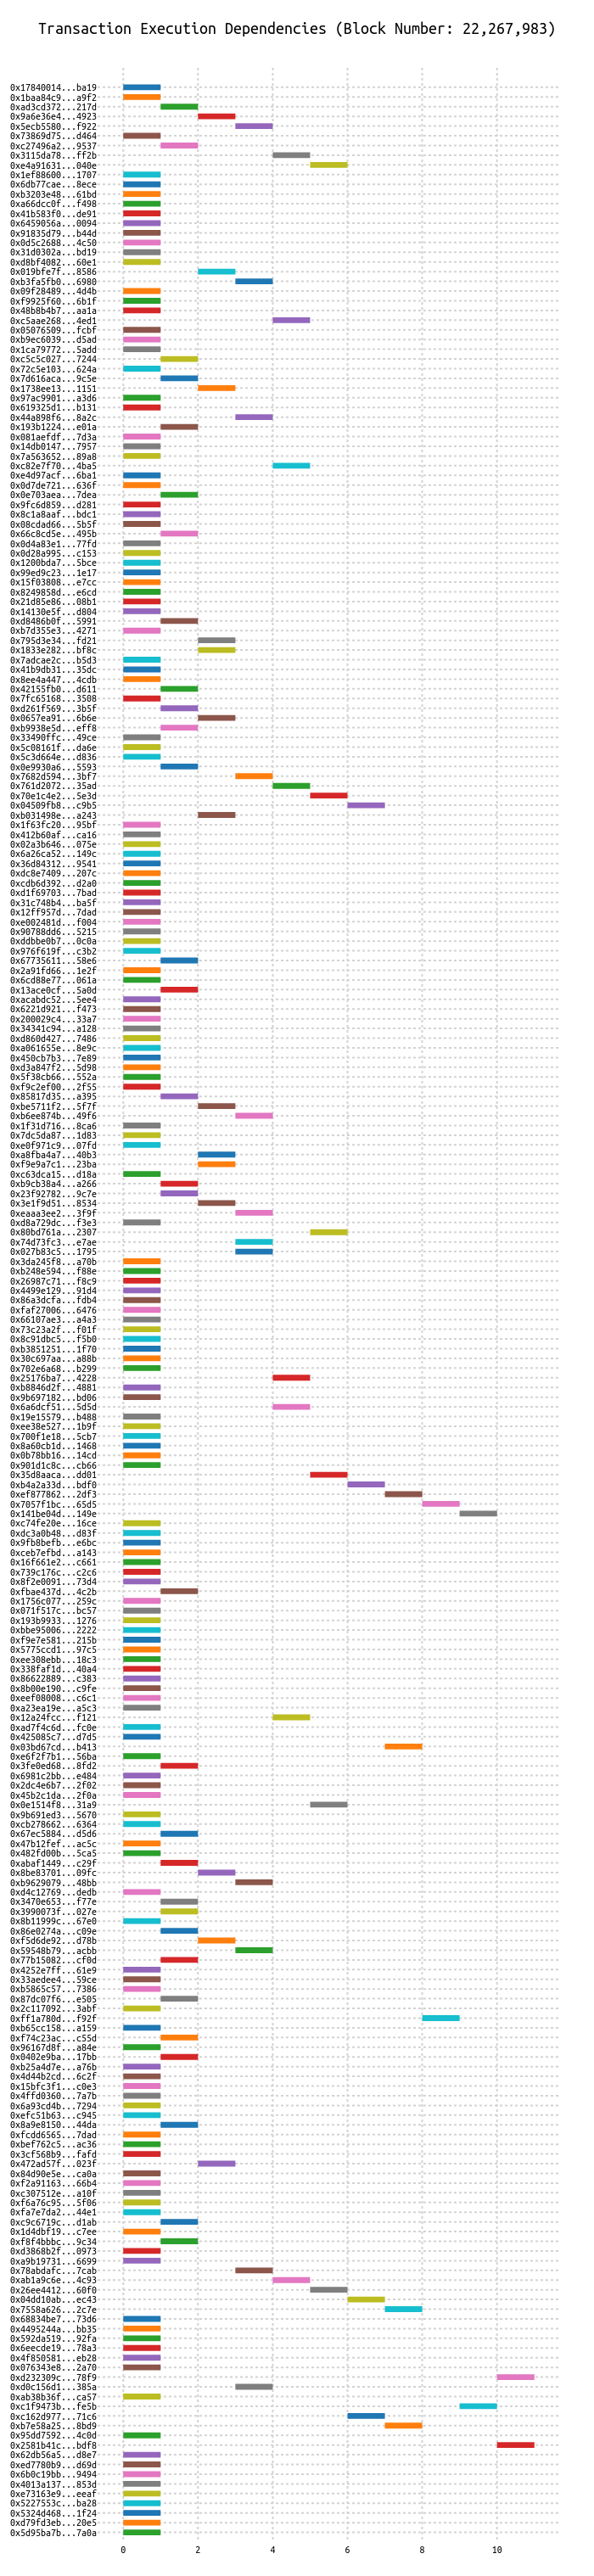 Transaction Execution Dependencies (Block Number: 22,267,983)
0x17840014...ba19
0x1baa84c9...a9f2
0xad3cd372...217d
0x9a6e36e4...4923
0x5ecb5580...f922
0x73869d75...d464
0xc27496a2...9537
0x3115da78...ff2b
0xe4a91631...040e
0x1ef88600...1707
0x6db77cae...8ece
0xb3203e48...61bd
0xa66dcc0f...f498
0x41b583f0...de91
0x6459056a...0094
0x91835d79...b44d
0x0d5c2688...4c50
0x31d0302a...bd19
0xd8bf4082...60e1
0x019bfe7f...8586
0xb3fa5fb0...6980
0x09f28489...4d4b
0xf9925f60...6b1f
0x48b8b4b7...aa1a
0xc5aae268...4ed1
0x05076509...fcbf
0xb9ec6039...d5ad
0x1ca79772...5add
0xc5c5c027...7244
0x72c5e103...624a
0x7d616aca...9c5e
0x1738ee13...1151
0x97ac9901...a3d6
0x619325d1...b131
0x44a898f6...8a2c
0x193b1224...e01a
0x081aefdf...7d3a
0x14db0147...7957
0x7a563652...89a8
0xc82e7f70...4ba5
0xe4d97acf...6ba1
0x0d7de721...636f
0x0e703aea...7dea
0x9fc6d859...d281
0x8c1a8aaf...bdc1
0x08cdad66...5b5f
0x66c8cd5e...495b
0x0d4a83e1...77fd
0x0d28a995...c153
0x1200bda7...5bce
0x99ed9c23...1e17
0x15f03808...e7cc
0x8249858d...e6cd
0x21d85e86...08b1
0x14130e5f...d804
0xd8486b0f...5991
0xb7d355e3...4271
0x795d3e34...fd21
0x1833e282...bf8c
0x7adcae2c...b5d3
0x41b9db31...35dc
0x8ee4a447...4cdb
0x42155fb0...d611
0x7fc65168...3508
0xd261f569...3b5f
0x0657ea91...6b6e
0xb9938e5d...eff8
0x33490ffc...49ce
0x5c08161f...da6e
0x5c3d664e...d836
0x0e9930a6...5593
0x7682d594...3bf7
0x761d2072...35ad
0x70e1c4e2...5e3d
0x04509fb8...c9b5
0xb031498e...a243
0x1f63fc20...95bf
0x412b60af...ca16
0x02a3b646...075e
0x6a26ca52...149c
0x36d84312...9541
0xdc8e7409...207c
0xcdb6d392...d2a0
0xd1f69703...7bad
0x31c748b4...ba5f
0x12ff957d...7dad
0xe002481d...f004
0x90788dd6...5215
0xddbbe0b7...0c0a
0x976f619f...c3b2
0x67735611...58e6
0x2a91fd66...1e2f
0x6cd88e77...061a
0x13ace0cf...5a0d
0xacabdc52...5ee4
0x6221d921...f473
0x200029c4...33a7
0x34341c94...a128
0xd860d427...7486
0xa061655e...8e9c
0x450cb7b3...7e89
0xd3a847f2...5d98
0x5f38cb66...552a
0xf9c2ef00...2f55
0x85817d35...a395
0xbe5711f2...5f7f
0xb6ee874b...49f6
0x1f31d716...8ca6
0x7dc5da87...1d83
0xe0f971c9...07fd
0xa8fba4a7...40b3
0xf9e9a7c1...23ba
0xc63dca15...d18a
0xb9cb38a4...a266
0x23f92782...9c7e
0x3e1f9d51...8534
0xeaaa3ee2...3f9f
0xd8a729dc...f3e3
0x80bd761a...2307
0x74d73fc3...e7ae
0x027b83c5...1795
0x3da245f8...a70b
0xb248e594...f88e
0x26987c71...f8c9
0x4499e129...91d4
0x86a3dcfa...fdb4
0xfaf27006...6476
0x66107ae3...a4a3
0x73c23a2f...f01f
0x8c91dbc5...f5b0
0xb3851251...1f70
0x30c697aa...a88b
0x702e6a68...b299
0x25176ba7...4228
0xb8846d2f...4881
0x9b697182...bd06
0x6a6dcf51...5d5d
0x19e15579...b488
0xee38e527...1b9f
0x700f1e18...5cb7
0x8a60cb1d...1468
0x0b78bb16...14cd
0x901d1c8c...cb66
0x35d8aaca...dd01
0xb4a2a33d...bdf0
0xef877862...2df3
0x7057f1bc...65d5
0x141be04d...149e
0xc74fe20e...16ce
0xdc3a0b48...d83f
0x9fb8befb...e6bc
0xceb7efbd...a143
0x16f661e2...c661
0x739c176c...c2c6
0x8f2e0091...73d4
0xfbae437d...4c2b
0x1756c077...259c
0x071f517c...bc57
0x193b9933...1276
0xbbe95006...2222
0xf9e7e581...215b
0x5775ccd1...97c5
0xee308ebb...18c3
0x338faf1d...40a4
0x86622889...c383
0x8b00e190...c9fe
0xeef08008...c6c1
0xa23ea19e...a5c3
0x12a24fcc...f121
0xad7f4c6d...fc0e
0x425085c7...d7d5
0x03bd67cd...b413
0xe6f2f7b1...56ba
0x3fe0ed68...8fd2
0x6981c2bb...e484
0x2dc4e6b7...2f02
0x45b2c1da...2f0a
0x0e1514f8...31a9
0x9b691ed3...5670
0xcb278662...6364
0x67ec5884...d5d6
0x47b12fef...ac5c
0x482fd00b...5ca5
0xabaf1449...c29f
0x8be83701...09fc
0xb9629079...48bb
0xd4c12769...dedb
0x3470e653...f77e
0x3990073f...027e
0x8b11999c...67e0
0x86e0274a...c09e
0xf5d6de92...d78b
0x59548b79...acbb
0x77b15082...cf0d
0x4252e7ff...61e9
0x33aedee4...59ce
0xb5865c57...7386
0x87dc07f6...e505
0x2c117092...3abf
0xff1a780d...f92f
0xb65cc158...a159
0xf74c23ac...c55d
0x96167d8f...a84e
0x0402e9ba...17bb
0xb25a4d7e...a76b
0x4d44b2cd...6c2f
0x15bfc3f1...c0e3
0x4ffd0360...7a7b
0x6a93cd4b...7294
0xefc51b63...c945
0x8a9e8150...44da
0xfcdd6565...7dad
0xbef762c5...ac36
0x3cf568b9...fafd
0x472ad57f...023f
0x84d90e5e...ca0a
0xf2a91163...66b4
0xc307512e...a10f
0xf6a76c95...5f06
0xfa7e7da2...44e1
0xc9c6719c...d1ab
0x1d4dbf19...c7ee
0xf8f4bbbc...9c34
0xd3868b2f...0973
0xa9b19731...6699
0x78abdafc...7cab
0xab1a9c6e...4c93
0x26ee4412...60f0
0x04dd10ab...ec43
0x7558a626...2c7e
0x68834be7...73d6
0x4495244a...bb35
0x592da519...92fa
0x6eecde19...78a3
0x4f850581...eb28
0x076343e8...2a70
0xd232309c...78f9
0xd0c156d1...385a
0xab38b36f...ca57
0xc1f9473b...fe5b
0xc162d977...71c6
0xb7e58a25...8bd9
0x95dd7592...4c0d
0x2581b41c...bdf8
0x62db56a5...d8e7
0xed7780b9...d69d
0x6b0c19bb...9494
0x4013a137...853d
0xe73163e9...eeaf
0x5227553c...ba28
0x5324d468...1f24
0xd79fd3eb...20e5
0x5d95ba7b...7a0a
0 2 4 6 8 10